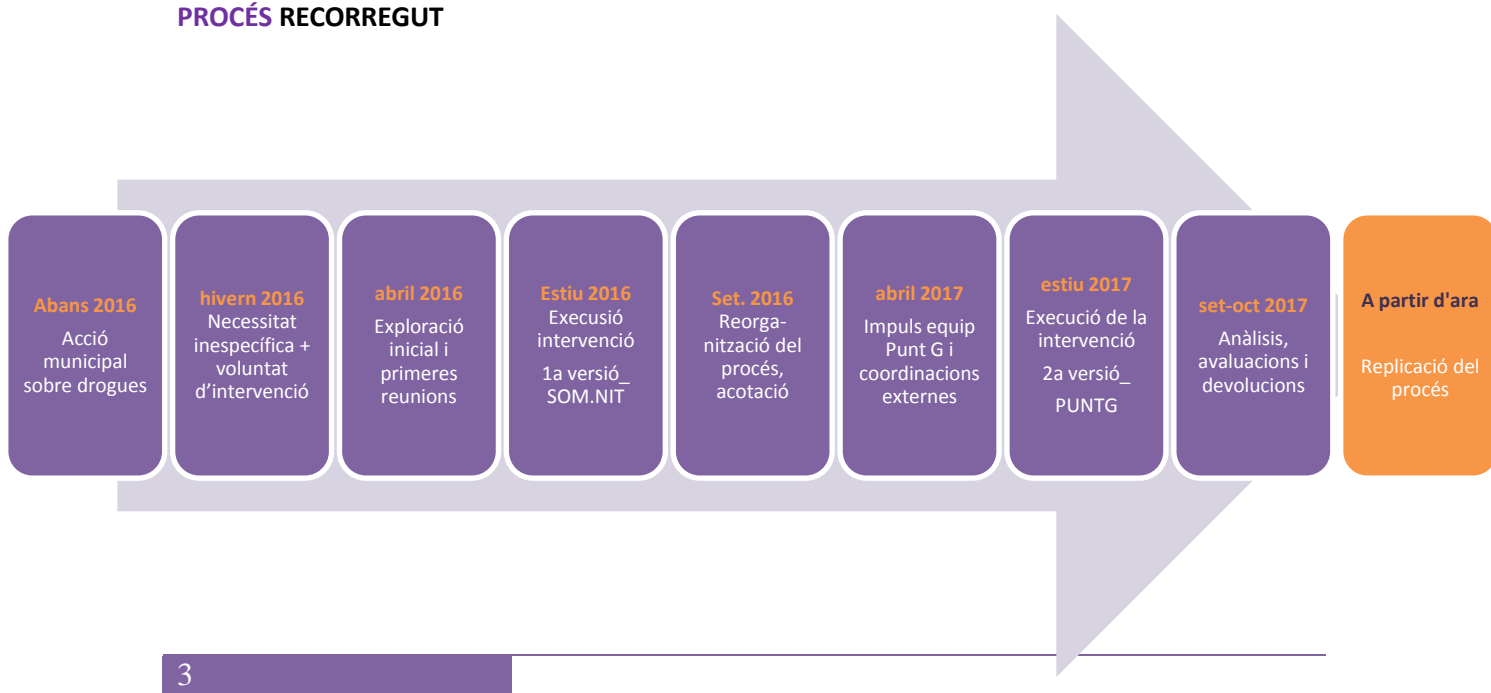 PROCÉS RECORREGUT
Abans 2016
Acció
municipal
sobre drogues
hivern 2016
Necessitat
inespecífica +
voluntat
d’intervenció
abril 2016
Exploració
inicial i
primeres
reunions
Estiu 2016
Execusió
intervenció
1a versió_
SOM.NIT
Set. 2016
Reorga-
nització del
procés,
acotació
abril 2017
Impuls equip
Punt G i
coordinacions
externes
estiu 2017
Execució de la
intervenció
2a versió_
PUNTG
set-oct 2017
Anàlisis,
avaluacions i
devolucions
A partir d'ara
Replicació del
procés
3